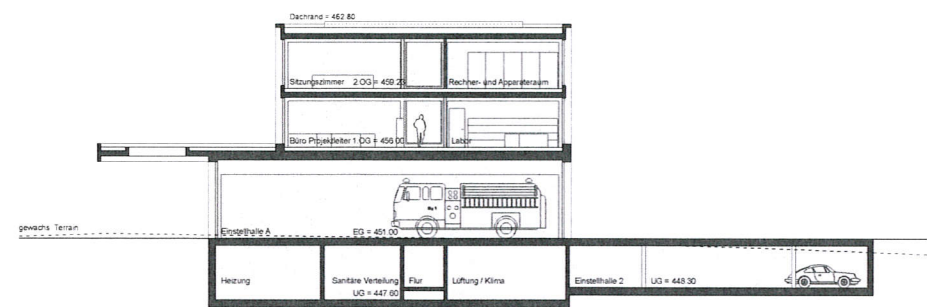 Dachrand = 462.80
Sitzungszimmer 2.OG = 459.23 Rechner- und Apparateraum
Büro Projektleiter 1.OG = 456.00 Labor
gewachs. Terrain
Einstellhalle A EG = 451.00
Heizung Sanitäre Verteilung Flur Lüftung / Klima Einstellhalle 2 UG = 448.30
UG = 447.60